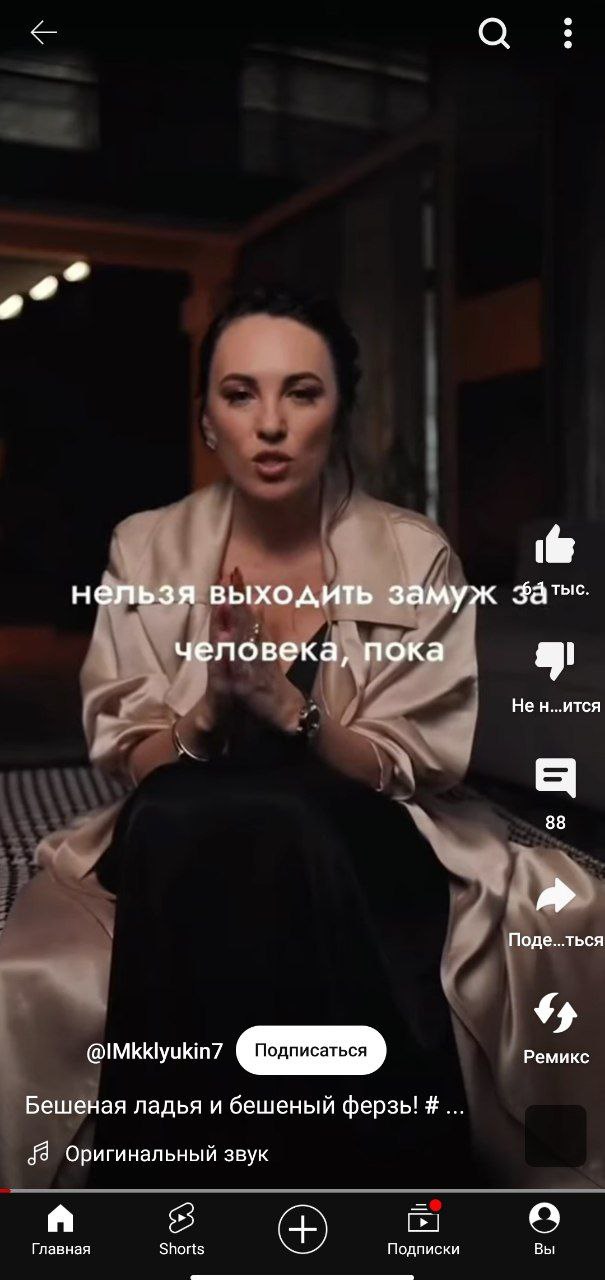 нельзя выходить замуж за
человека, пока
6,1 тыс.
Не н…ится
88
Поде…ться
Ремикс
@IMkklyukin7 Подписаться
Бешеная ладья и бешеный ферзь! # ...
Оригинальный звук
Главная Shorts Подписки Вы